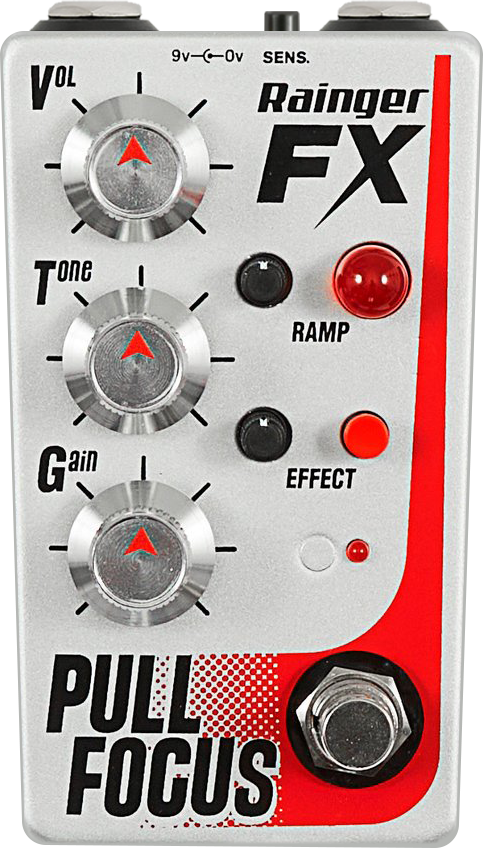 9v 0v SENS.
VOL
Rainger
FX
Tone
RAMP
Gain
EFFECT
PULL
FOCUS